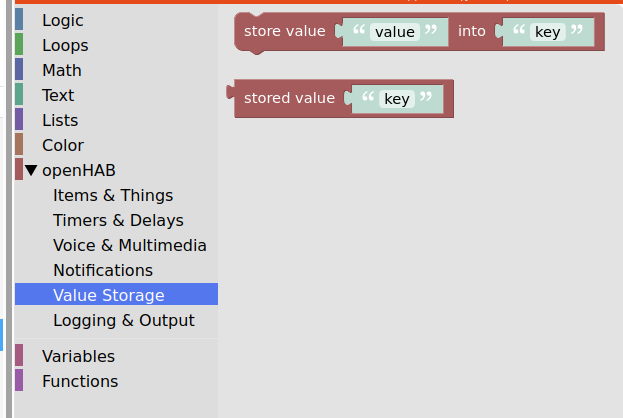 Logic
Loops
Math
Text
Lists
Color
openHAB
Items & Things
Timers & Delays
Voice & Multimedia
Notifications
Value Storage
Logging & Output
Variables
Functions
store value “ value ” into “ key ”
stored value “ key ”